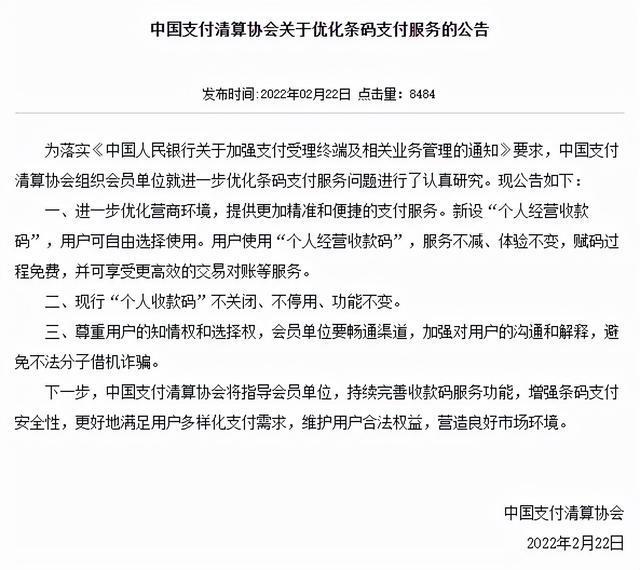 中国支付清算协会关于优化条码支付服务的公告
发布时间:2022年02月22日 点击量：8484
为落实《中国人民银行关于加强支付受理终端及相关业务管理的通知》要求，中国支付
清算协会组织会员单位就进一步优化条码支付服务问题进行了认真研究。现公告如下：
一、进一步优化营商环境，提供更加精准和便捷的支付服务。新设“个人经营收款
码”，用户可自由选择使用。用户使用“个人经营收款码”，服务不减、体验不变，赋码过
程免费，并可享受更高效的交易对账等服务。
二、现行“个人收款码”不关闭、不停用、功能不变。
三、尊重用户的知情权和选择权，会员单位要畅通渠道，加强对用户的沟通和解释，避
免不法分子借机诈骗。
下一步，中国支付清算协会将指导会员单位，持续完善收款码服务功能，增强条码支付
安全性，更好地满足用户多样化支付需求，维护用户合法权益，营造良好市场环境。
中国支付清算协会
2022年2月22日